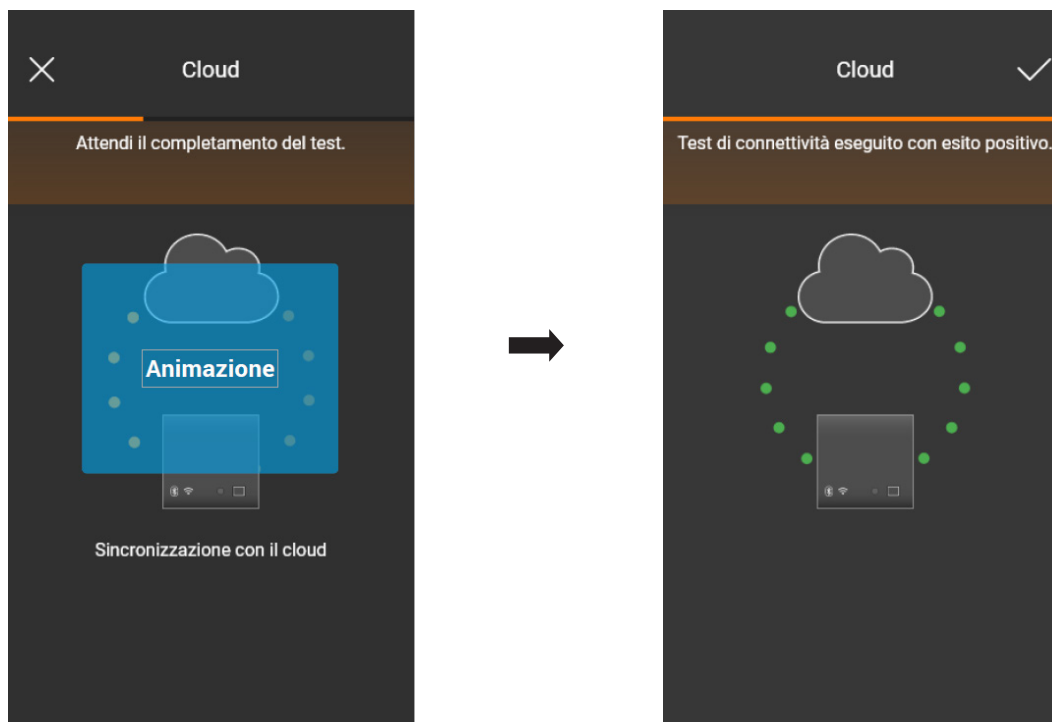 Cloud
Attendi il completamento del test.
Animazione
Sincronizzazione con il cloud
Cloud
Test di connettività eseguito con esito positivo.